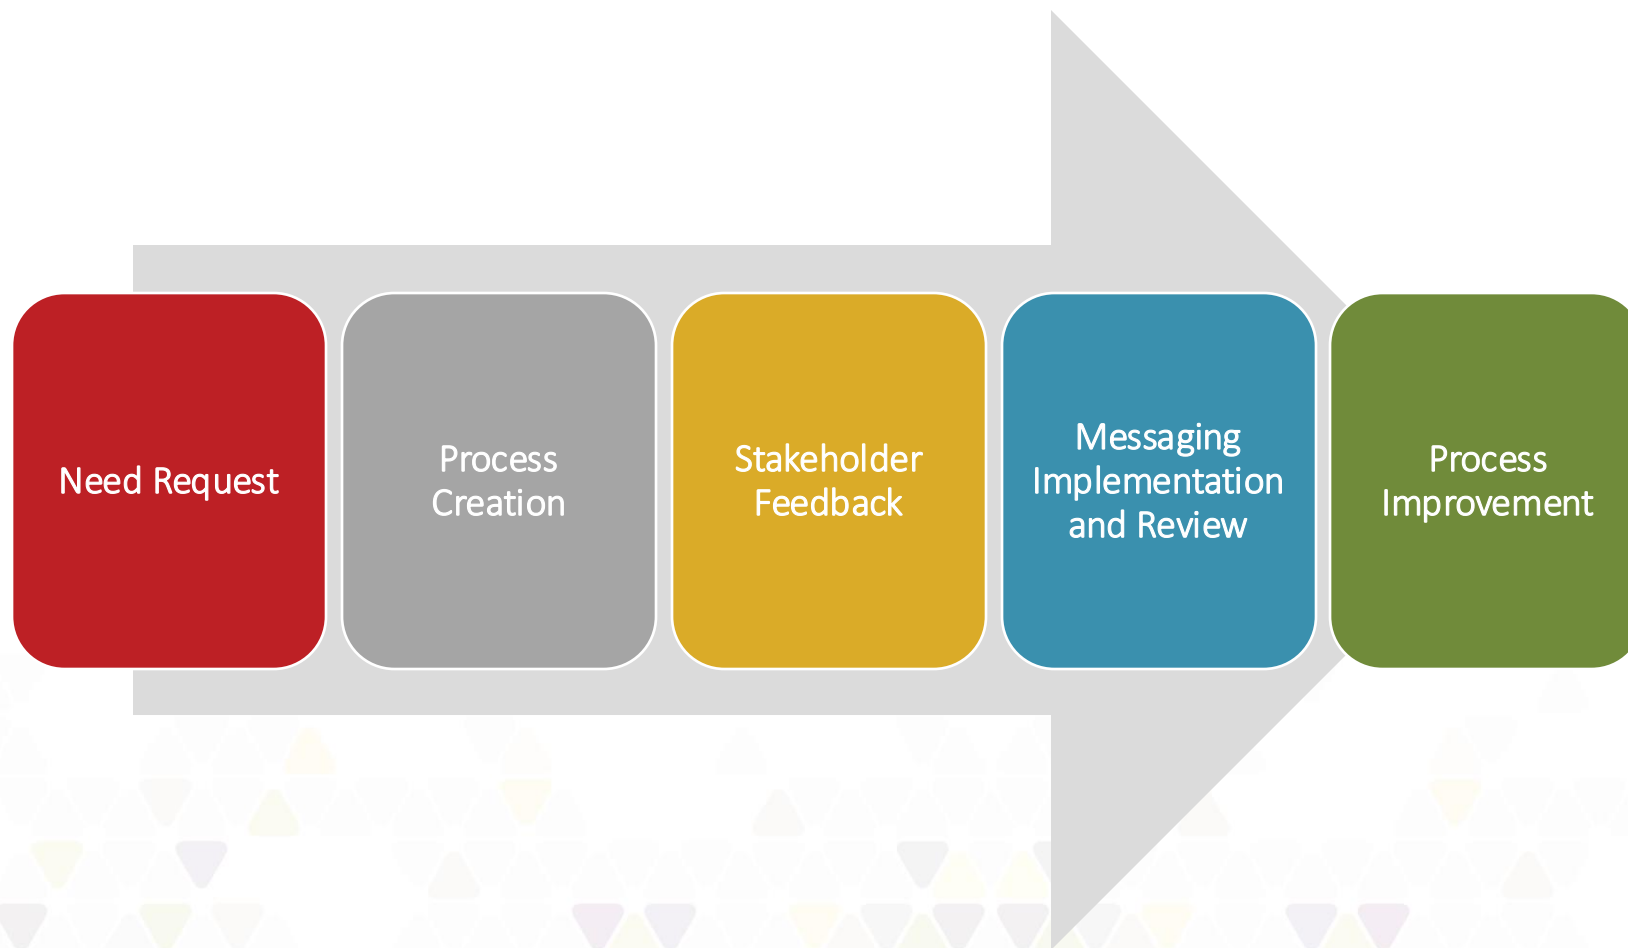 Need Request
Process
Creation
Stakeholder
Feedback
Messaging
Implementation
and Review
Process
Improvement